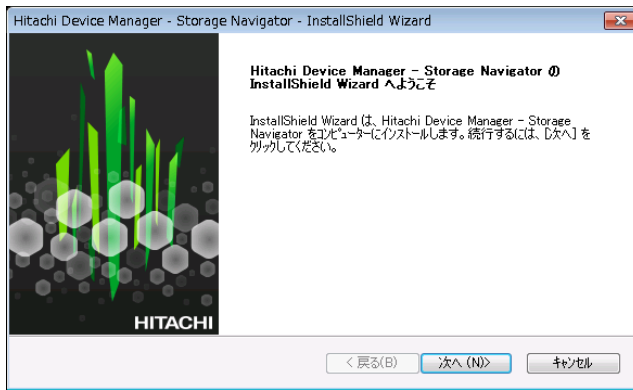 Hitachi Device Manager - Storage Navigator - InstallShield Wizard
Hitachi Device Manager - Storage Navigator の
InstallShield Wizard へようこそ
InstallShield Wizard は、Hitachi Device Manager - Storage
Navigator をコンピューターにインストールします。続行するには、[次へ] を
クリックしてください。
HITACHI
< 戻る(B)
次へ (N)>
キャンセル